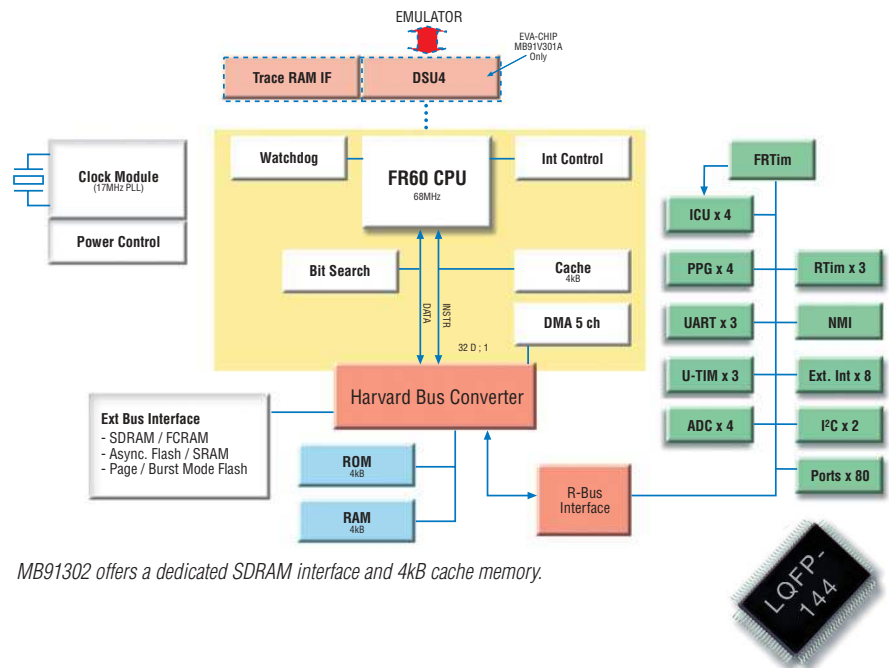 EMULATOR
EVA-CHIP
MB91V301A
Only
Trace RAM IF
DSU4
Clock Module
(17MHz PLL)
Power Control
Watchdog
FR60 CPU
68MHz
Int Control
Bit Search
Cache
4kB
DATA
INSTR
DMA 5 ch
32 D ; 1
Harvard Bus Converter
Ext Bus Interface
- SDRAM / FCRAM
- Async. Flash / SRAM
- Page / Burst Mode Flash
ROM
4kB
RAM
4kB
R-Bus
Interface
FRTim
ICU x 4
PPG x 4
RTim x 3
UART x 3
NMI
U-TIM x 3
Ext. Int x 8
ADC x 4
I²C x 2
Ports x 80
MB91302 offers a dedicated SDRAM interface and 4kB cache memory.
LQFP-
144